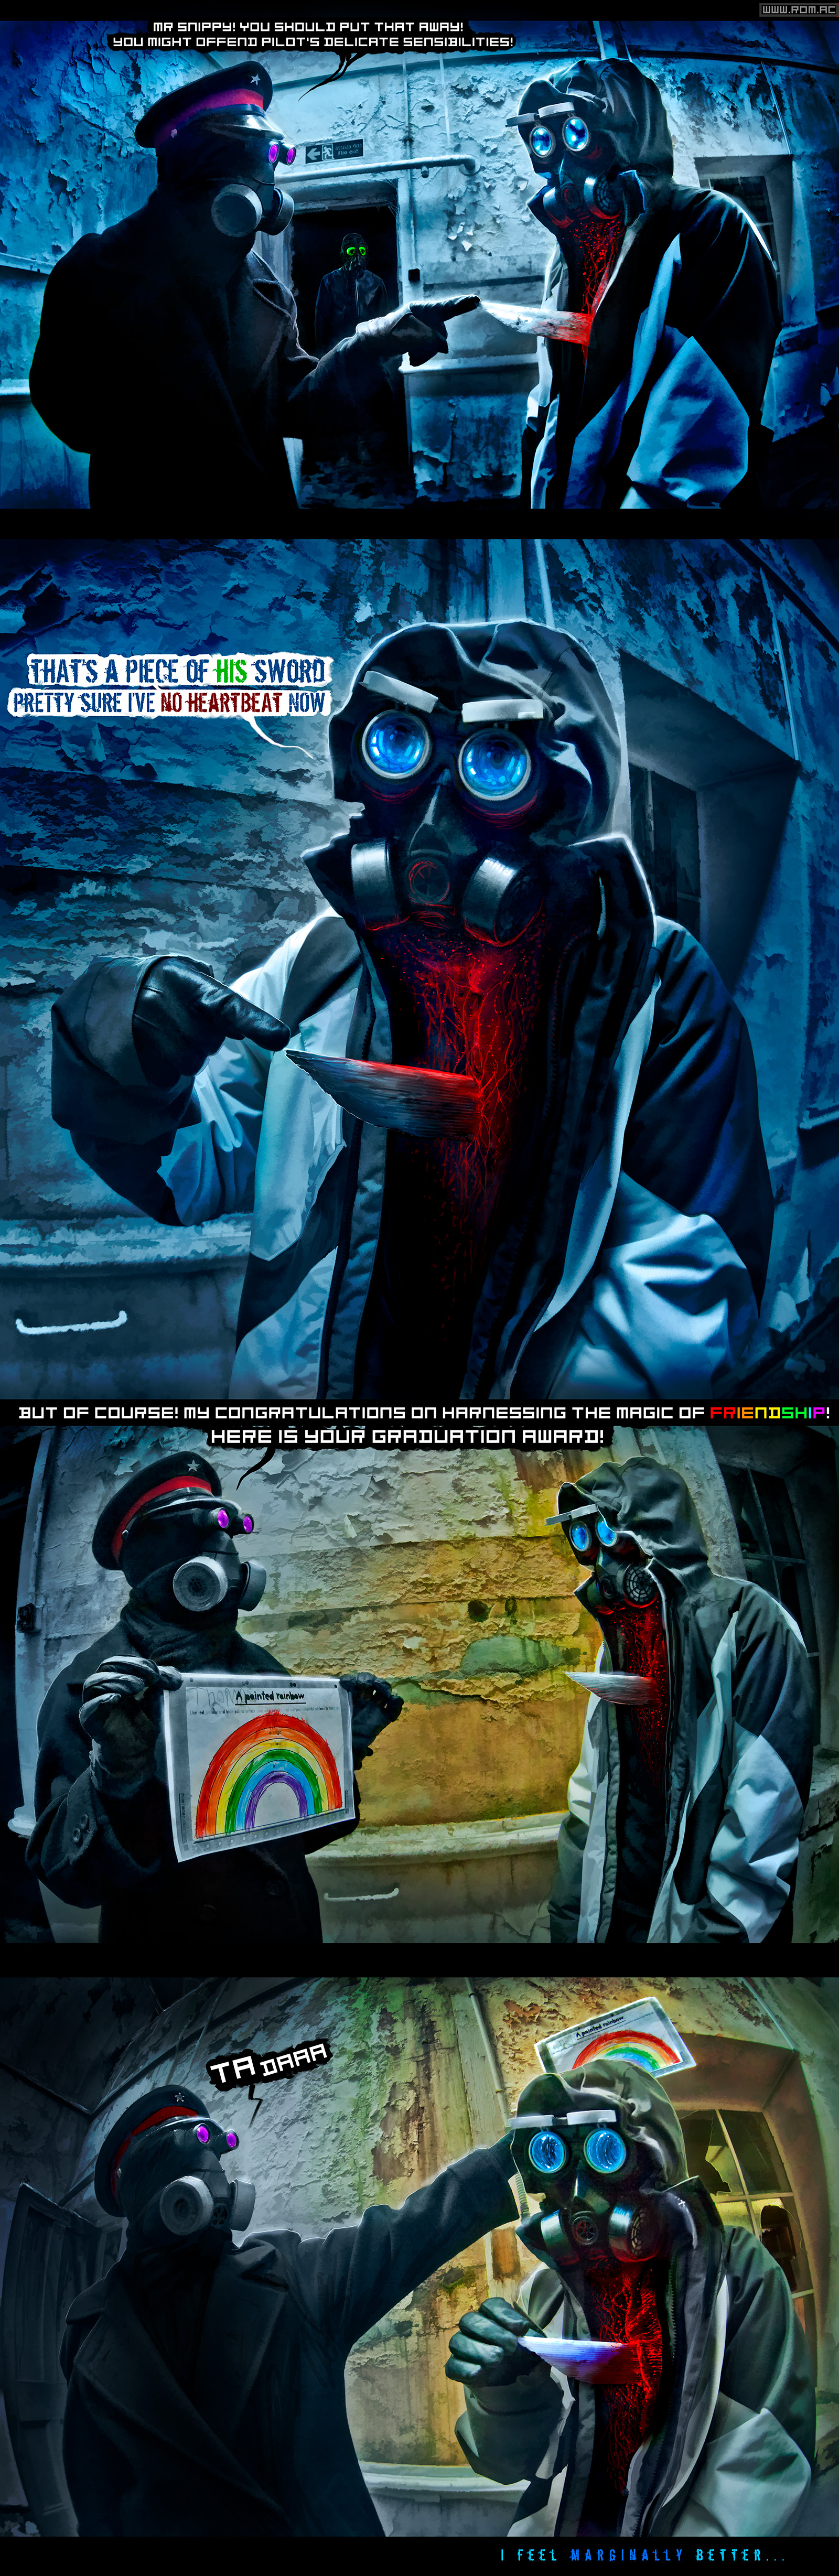 WWW.ROM.AC
MR SNIPPY! YOU SHOULD PUT THAT AWAY!
YOU MIGHT OFFEND PILOT'S DELICATE SENSIBILITIES!
THAT'S A PIECE OF HIS SWORD
PRETTY SURE I'VE NO HEARTBEAT NOW
BUT OF COURSE! MY CONGRATULATIONS ON HARNESSING THE MAGIC OF FRIENDSHIP!
HERE IS YOUR GRADUATION AWARD!
A painted rainbow
TA DAAA
A painted rainbow
I FEEL MARGINALLY BETTER...